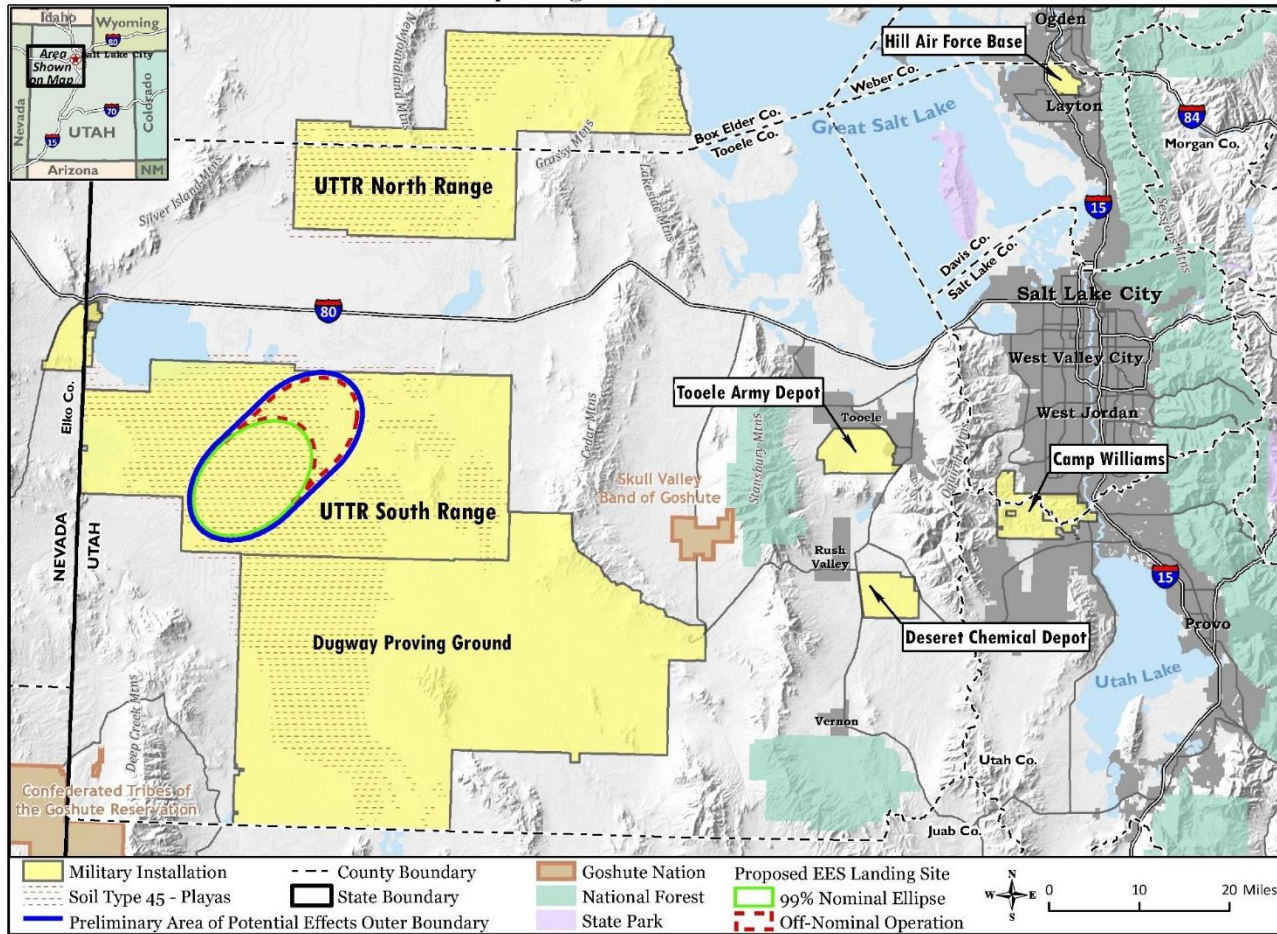 Idaho
Wyoming
80
Area
Shown
on Map
Salt Lake City
Nevada
Colorado
70
UTAH
15
Arizona
NM
Newfoundland Mtns
Ogden
Hill Air Force Base
Weber Co.
Layton
84
Morgan Co.
Great Salt Lake
Box Elder Co.
Tooele Co.
Grassy Mtns
Lakeside Mtns
UTTR North Range
Silver Island Mtns
15
Sessions Mtns
Davis Co.
Salt Lake Co.
Salt Lake City
80
West Valley City
Elko Co.
Tooele Army Depot
Tooele
West Jordan
Cedar Mtns
Stansbury Mtns
Oquirrh Mtns
Camp Williams
Skull Valley
Band of Goshute
UTTR South Range
NEVADA
UTAH
Rush
Valley
15
Provo
Dugway Proving Ground
Deseret Chemical Depot
Utah Lake
Deep Creek Mtns
Vernon
Utah Co.
Confederated Tribes of
the Goshute Reservation
Juab Co.
Military Installation
Soil Type 45 - Playas
Preliminary Area of Potential Effects Outer Boundary
County Boundary
State Boundary
Goshute Nation
National Forest
State Park
Proposed EES Landing Site
99% Nominal Ellipse
Off-Nominal Operation
N
W E
S
0 10 20 Miles